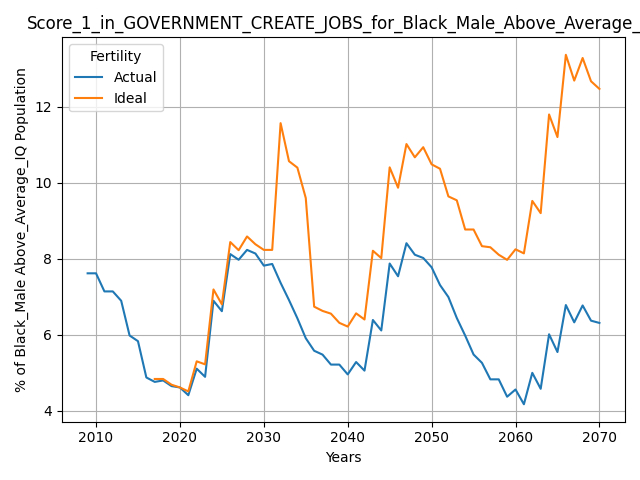 Score_1_in_GOVERNMENT_CREATE_JOBS_for_Black_Male_Above_Average_
Fertility
Actual
Ideal
% of Black_Male Above_Average_IQ Population
12
10
8
6
4
2010 2020 2030 2040 2050 2060 2070
Years